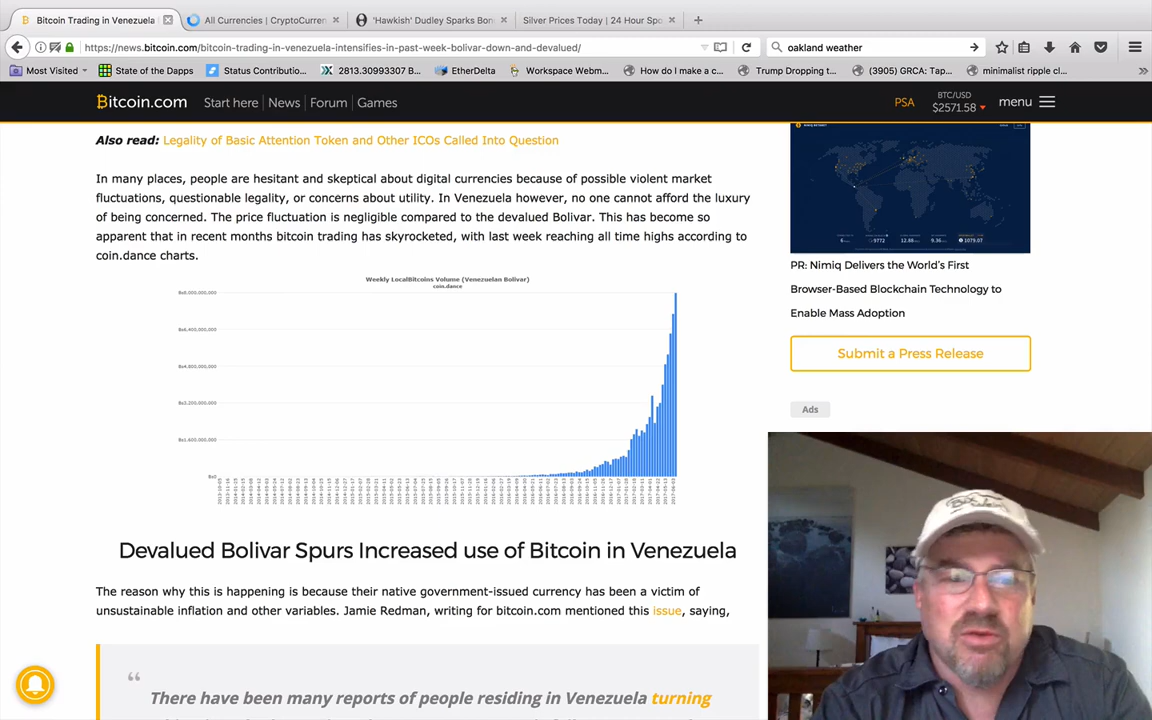 Bitcoin Trading in Venezuela
All Currencies | CryptoCurren
'Hawkish' Dudley Sparks Bon
Silver Prices Today | 24 Hour Spo
https://news.bitcoin.com/bitcoin-trading-in-venezuela-intensifies-in-past-week-bolivar-down-and-devalued/
oakland weather
Most Visited
State of the Dapps
Status Contributio...
2813.30993307 B...
EtherDelta
Workspace Webm...
How do I make a c...
Trump Dropping t...
(3905) GRCA: Tap...
minimalist ripple cl...
Bitcoin.com
Start here
News
Forum
Games
PSA
BTC/USD
$2571.58
menu
Also read: Legality of Basic Attention Token and Other ICOs Called Into Question
In many places, people are hesitant and skeptical about digital currencies because of possible violent market
fluctuations, questionable legality, or concerns about utility. In Venezuela however, no one cannot afford the luxury
of being concerned. The price fluctuation is negligible compared to the devalued Bolivar. This has become so
apparent that in recent months bitcoin trading has skyrocketed, with last week reaching all time highs according to
coin.dance charts.
Weekly LocalBitcoins Volume (Venezuelan Bolivar)
coin.dance
Devalued Bolivar Spurs Increased use of Bitcoin in Venezuela
The reason why this is happening is because their native government-issued currency has been a victim of
unsustainable inflation and other variables. Jamie Redman, writing for bitcoin.com mentioned this issue, saying,
There have been many reports of people residing in Venezuela turning
PR: Nimiq Delivers the World's First
Browser-Based Blockchain Technology to
Enable Mass Adoption
Submit a Press Release
Ads